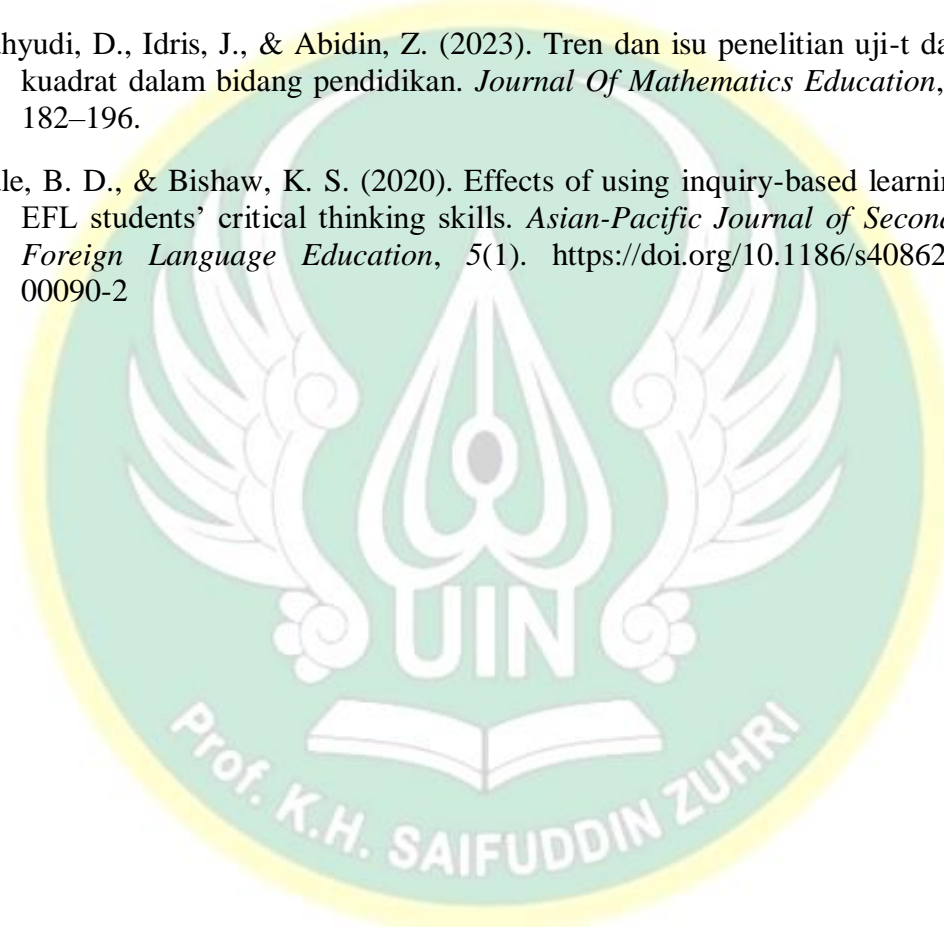 hyudi, D., Idris, J., & Abidin, Z. (2023). Tren dan isu penelitian uji-t da
kuadrat dalam bidang pendidikan. Journal Of Mathematics Education,
182–196.
le, B. D., & Bishaw, K. S. (2020). Effects of using inquiry-based learnin
EFL students’ critical thinking skills. Asian-Pacific Journal of Secon
Foreign Language Education, 5(1). https://doi.org/10.1186/s40862
00090-2
UIN
Prof. K.H. SAIFUDDIN ZUHRI